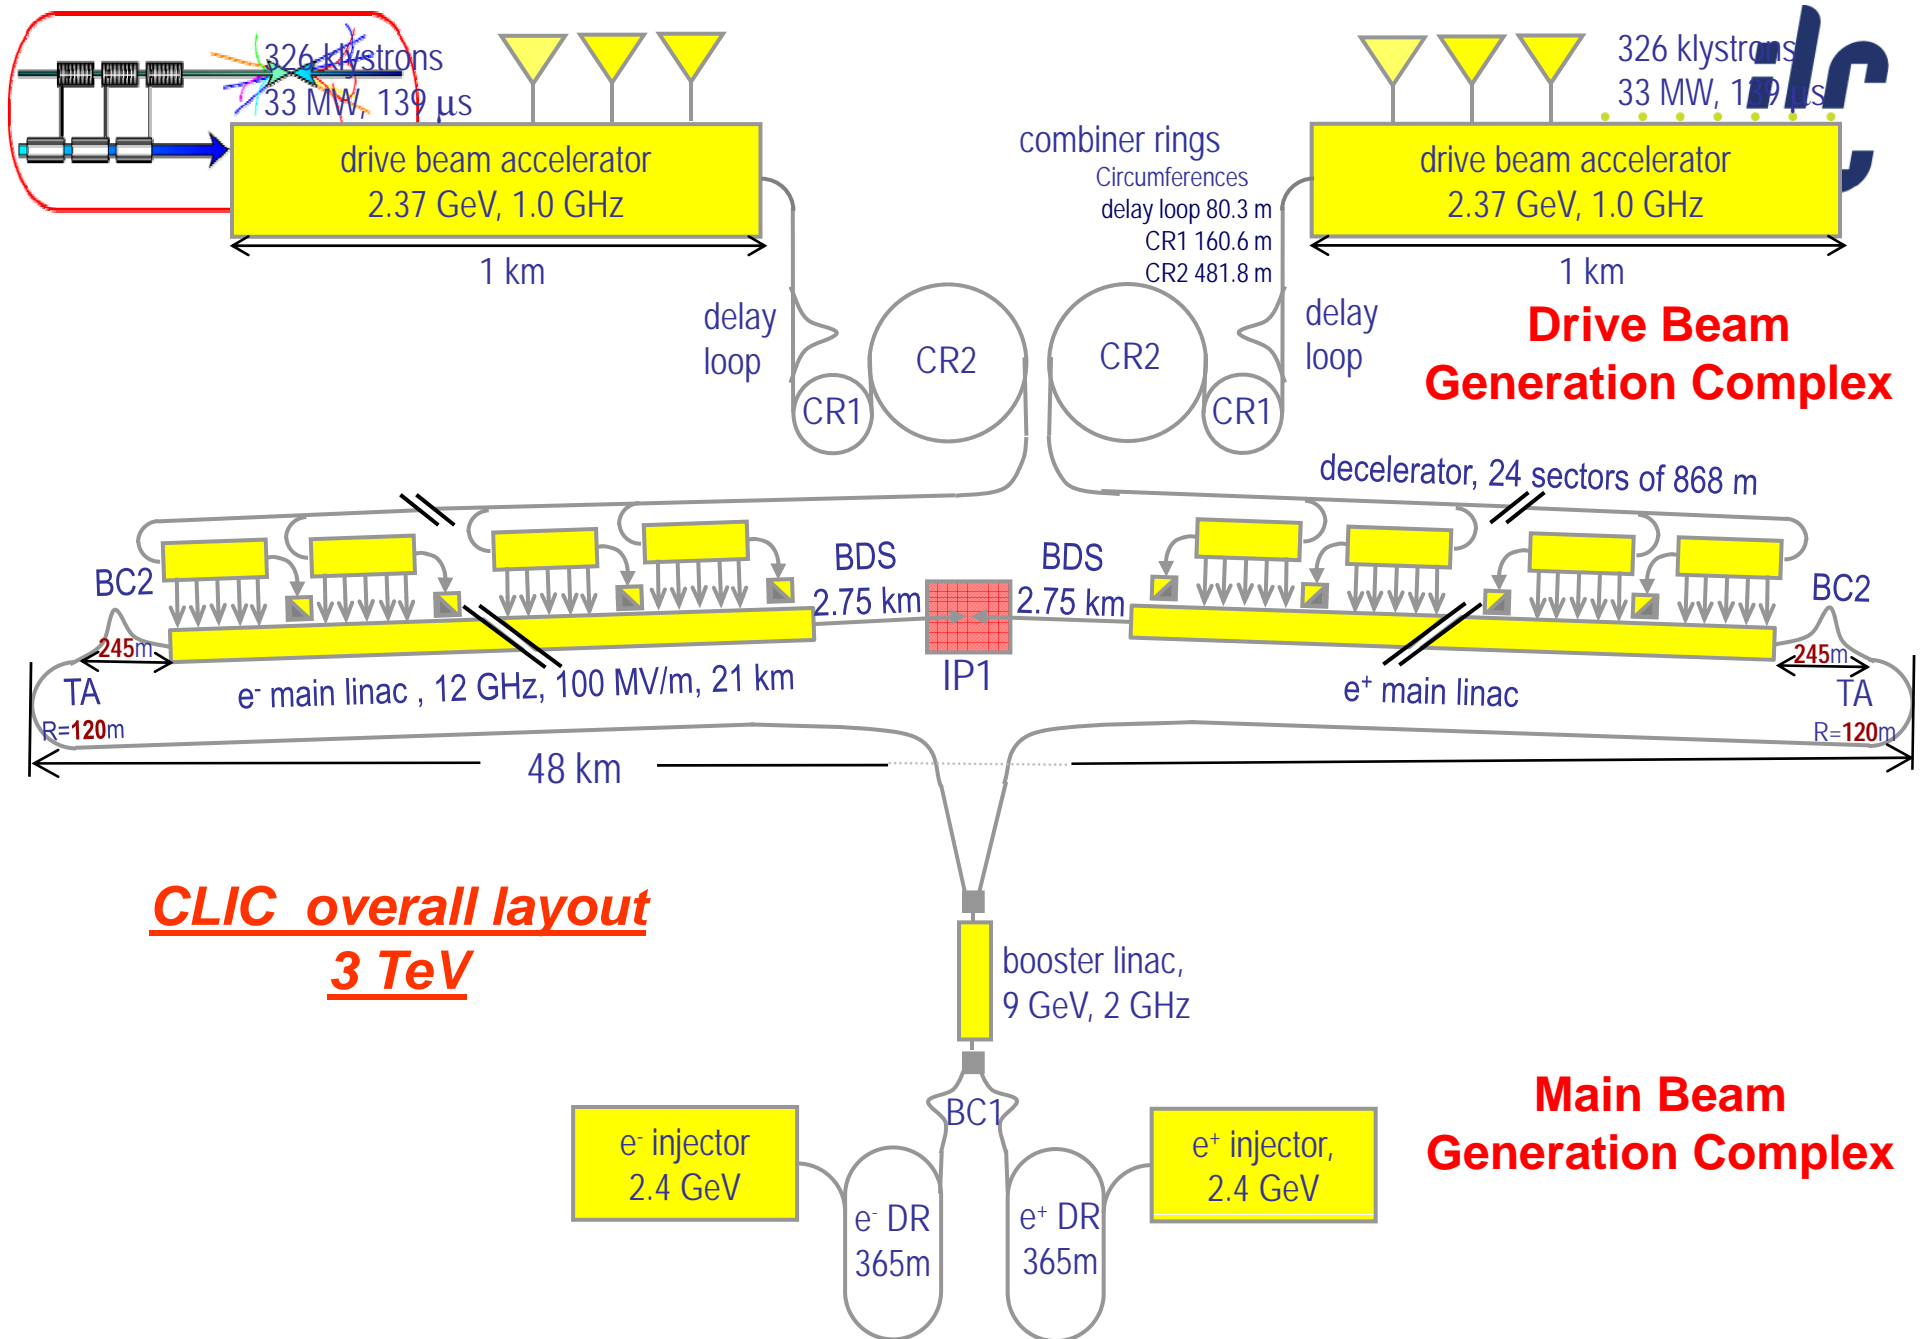 326 klystrons
33 MW, 139 µs
326 klystrons
33 MW, 139 µs
ilc
drive beam accelerator
2.37 GeV, 1.0 GHz
combiner rings
Circumferences
delay loop 80.3 m
CR1 160.6 m
CR2 481.8 m
drive beam accelerator
2.37 GeV, 1.0 GHz
1 km
1 km
delay
loop
CR2
CR1
CR2
CR1
delay
loop
Drive Beam
Generation Complex
decelerator, 24 sectors of 868 m
BC2
BDS
2.75 km
BDS
2.75 km
BC2
245m
IP1
245m
TA
R=120m
e⁻ main linac , 12 GHz, 100 MV/m, 21 km
e⁺ main linac
TA
R=120m
48 km
CLIC overall layout
3 TeV
booster linac,
9 GeV, 2 GHz
BC1
Main Beam
Generation Complex
e⁻ injector
2.4 GeV
e⁺ injector,
2.4 GeV
e⁻ DR
365m
e⁺ DR
365m